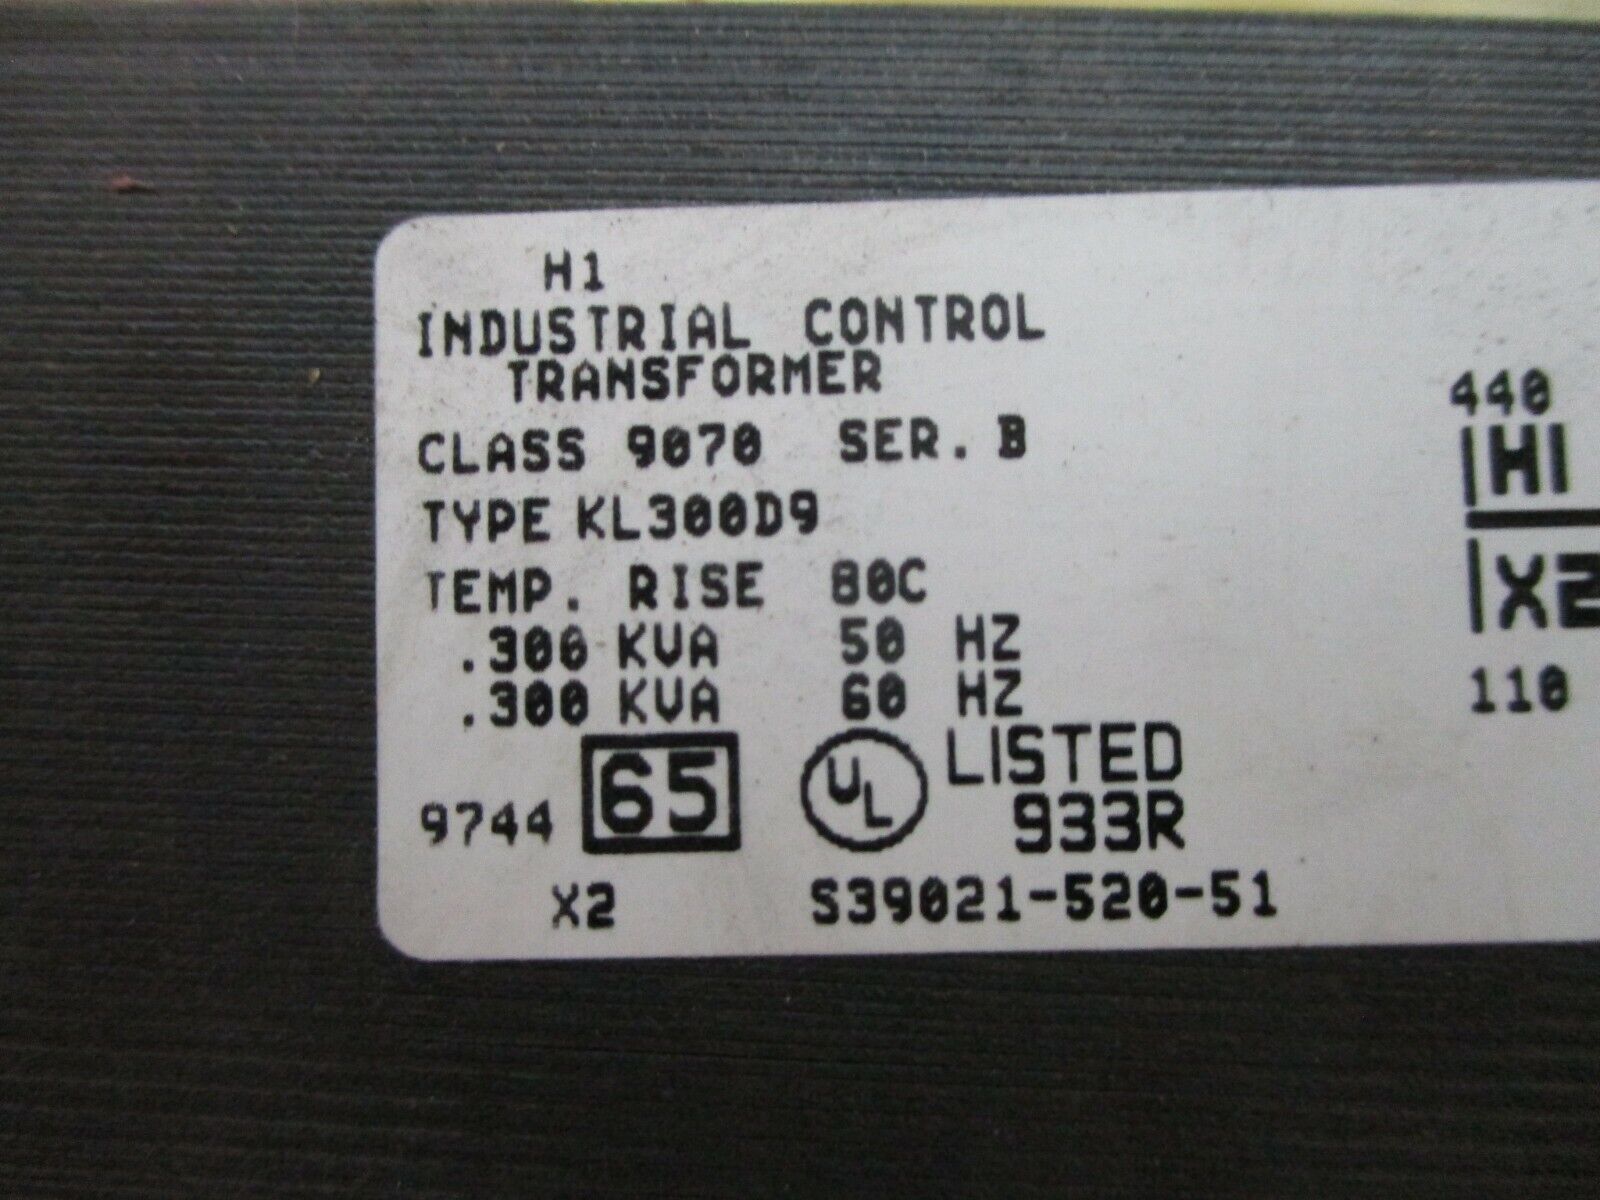 H1
INDUSTRIAL CONTROL
TRANSFORMER
CLASS 9070 SER. B
TYPE KL300D9
TEMP. RISE 80C
.300 KVA 50 HZ
.300 KVA 60 HZ
9744 65 UL LISTED
933R
X2 S39021-520-51
440
H1
X2
110